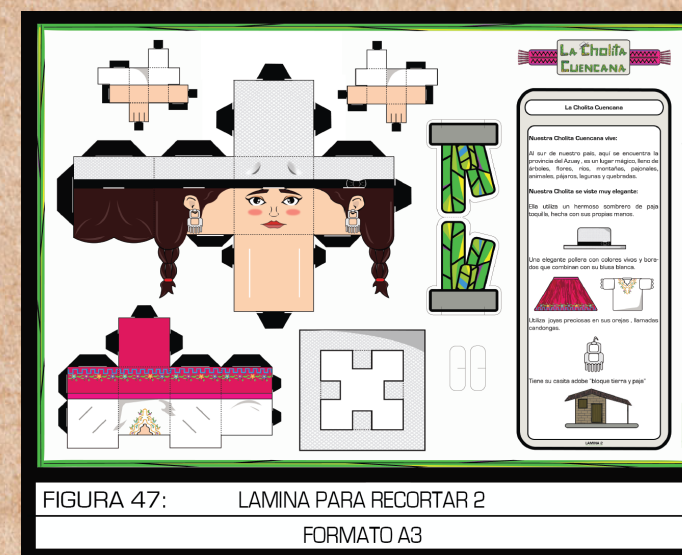 La Cholita
Cuencana
La Cholita Cuencana
Nuestra Cholita Cuencana vive:
Al sur de nuestro país, aquí se encuentra la
provincia del Azuay , es un lugar mágico, lleno de
árboles, flores, ríos, montañas, pajonales,
animales, pájaros, lagunas y quebradas.
Nuestra Cholita se viste muy elegante:
Ella utiliza un hermoso sombrero de paja
toquilla, hecha con sus propias manos.
Una elegante pollera con colores vivos y bora-
dos que combinan con su blusa blanca.
Utiliza joyas preciosas en sus orejas , llamadas
candongas.
Tiene su casita adobe "bloque tierra y paja"
LAMINA 2
FIGURA 47: LAMINA PARA RECORTAR 2
FORMATO A3